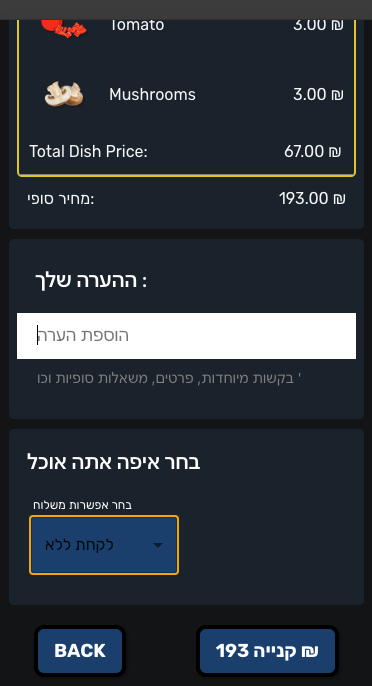 Tomato 3.00 ₪
Mushrooms 3.00 ₪
Total Dish Price: 67.00 ₪
מחיר סופי: 193.00 ₪
ההערה שלך :
הוספת הערה
בקשות מיוחדות, פרטים, משאלות סופיות וכו '
בחר איפה אתה אוכל
בחר אפשרות משלוח
לקחת ללא
BACK
קנייה 193 ₪